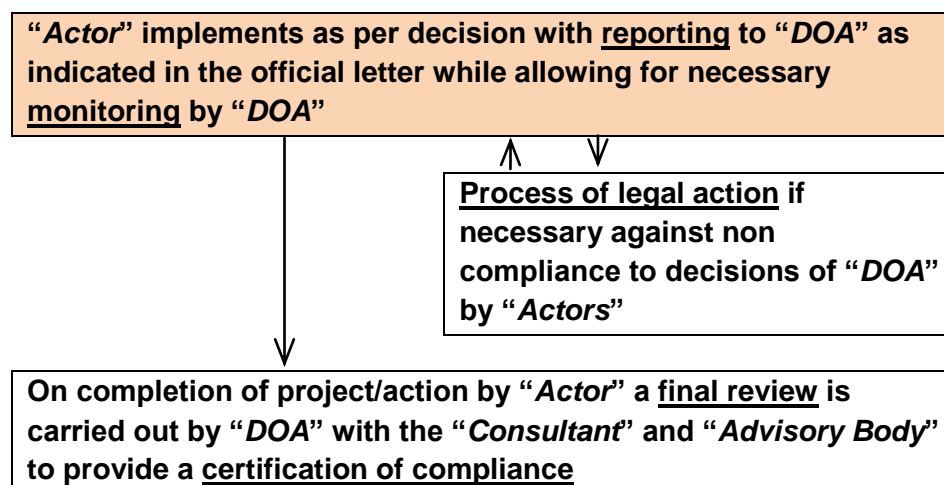 “Actor” implements as per decision with reporting to “DOA” as
indicated in the official letter while allowing for necessary
monitoring by “DOA”
Process of legal action if
necessary against non
compliance to decisions of “DOA”
by “Actors”
On completion of project/action by “Actor” a final review is
carried out by “DOA” with the “Consultant” and “Advisory Body”
to provide a certification of compliance